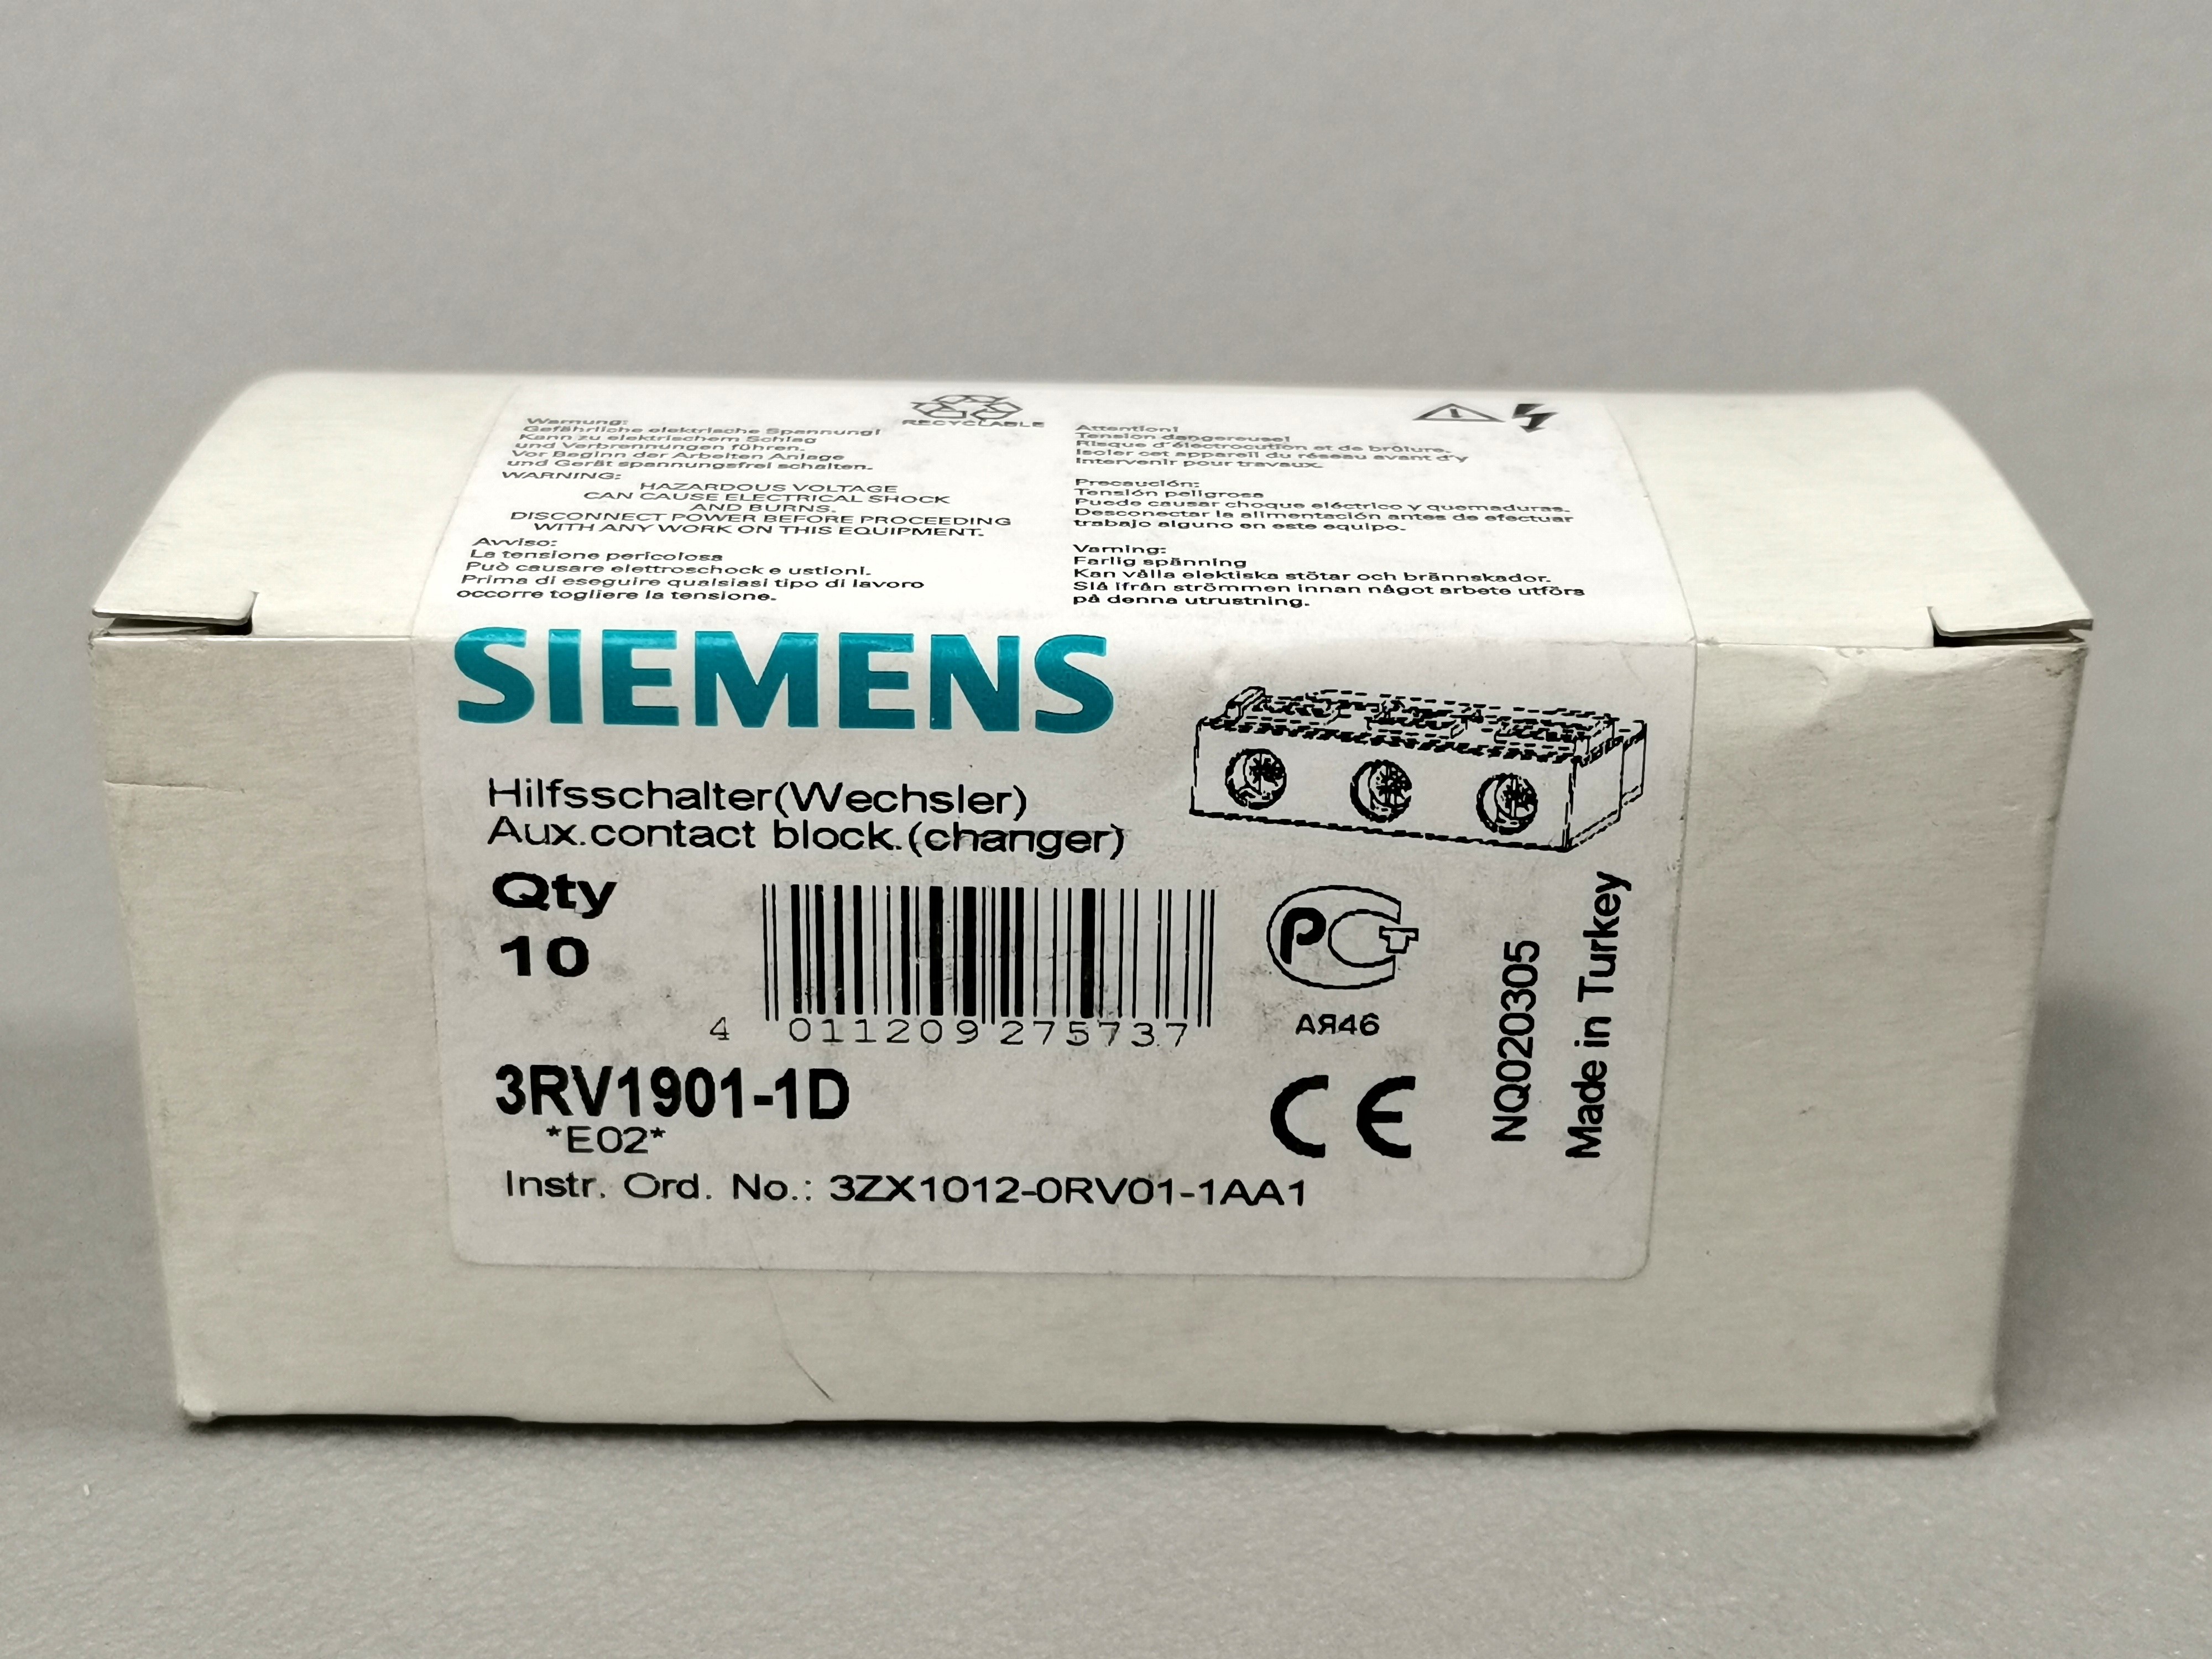 RECYCLABLE
Warnung:
Gefährliche elektrische Spannung!
Kann zu elektrischem Schlag
und Verbrennungen führen.
Vor Beginn der Arbeiten Anlage
und Gerät spannungsfrei schalten.
WARNING:
HAZARDOUS VOLTAGE
CAN CAUSE ELECTRICAL SHOCK
AND BURNS.
DISCONNECT POWER BEFORE PROCEEDING
WITH ANY WORK ON THIS EQUIPMENT.
Avviso:
La tensione pericolosa
Può causare elettroschock e ustioni.
Prima di eseguire qualsiasi tipo di lavoro
occorre togliere la tensione.
Attention!
Tension dangereuse!
Risque d'électrocution et de brûlure.
Isoler cet appareil du réseau avant d'y
intervenir pour travaux.
Precaución:
Tensión peligrosa
Puede causar choque eléctrico y quemaduras.
Desconectar la alimentación antes de efectuar
trabajo alguno en este equipo.
Varning:
Farlig spänning
Kan vålla elektiska stötar och brännskador.
Slå ifrån strömmen innan något arbete utförs
på denna utrustning.
SIEMENS
Hilfsschalter(Wechsler)
Aux.contact block.(changer)
Qty
10
4 011209 275737
PCT
АЯ46
3RV1901-1D
*E02*
CE
Instr. Ord. No.: 3ZX1012-0RV01-1AA1
NQ020305
Made in Turkey